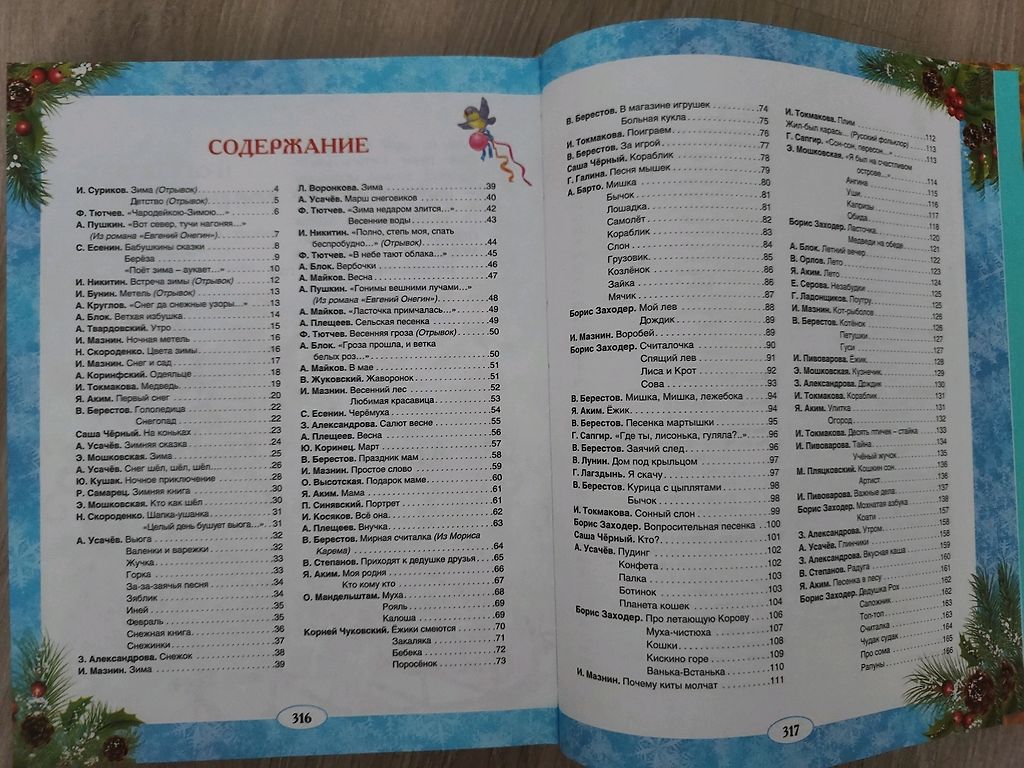 СОДЕРЖАНИЕ
И. Суриков. Зима (Отрывок) 4
Детство (Отрывок) 5
Ф. Тютчев. «Чародейкою-Зимою...» 6
А. Пушкин. «Вот север, тучи нагоняя...»
(Из романа «Евгений Онегин») 7
С. Есенин. Бабушкины сказки 8
Берёза 9
«Поёт зима – аукает...» 10
И. Никитин. Встреча зимы (Отрывок) 12
И. Бунин. Метель (Отрывок) 13
А. Круглов. «Снег да снежные узоры...» 13
А. Блок. Ветхая избушка 14
А. Твардовский. Утро 15
И. Мазнин. Ночная метель 16
Н. Скороденко. Цвета зимы 16
И. Мазнин. Снег и сад 17
А. Коринфский. Одеяльце 18
И. Токмакова. Медведь 19
Я. Аким. Первый снег 20
В. Берестов. Гололедица 22
Снегопад 22
Саша Чёрный. На коньках 23
А. Усачёв. Зимняя сказка 24
Э. Мошковская. Зима 25
А. Усачёв. Снег шёл, шёл, шёл... 26
Ю. Кушак. Ночное приключение 28
Р. Самарец. Зимняя книга 30
Э. Мошковская. Кто как шёл 30
Н. Скороденко. Шапка-ушанка 31
«Целый день бушует вьюга...» 31
А. Усачёв. Вьюга 32
Валенки и варежки 32
Жучка 33
Горка 33
За-за-заячья песня 34
Зяблик 34
Иней 35
Февраль 35
Снежная книга 36
Снежинки 37
З. Александрова. Снежок 38
И. Мазнин. Зима 39
Л. Воронкова. Зима 39
А. Усачёв. Марш снеговиков 40
Ф. Тютчев. «Зима недаром злится...» 42
Весенние воды 43
И. Никитин. «Полно, степь моя, спать
беспробудно...» (Отрывок) 44
Ф. Тютчев. «В небе тают облака...» 45
А. Блок. Вербочки 46
А. Майков. Весна 47
А. Пушкин. «Гонимы вешними лучами...»
(Из романа «Евгений Онегин») 48
А. Майков. «Ласточка примчалась...» 49
А. Плещеев. Сельская песенка 49
Ф. Тютчев. Весенняя гроза (Отрывок) 50
А. Блок. «Гроза прошла, и ветка
белых роз...» 50
А. Майков. В мае 51
В. Жуковский. Жаворонок 51
И. Мазнин. Весенний лес 52
Любимая красавица 53
С. Есенин. Черёмуха 54
З. Александрова. Салют весне 55
А. Плещеев. Весна 56
Ю. Коринец. Март 57
В. Берестов. Праздник мам 58
И. Мазнин. Простое слово 59
О. Высотская. Подарок маме 60
Я. Аким. Мама 61
П. Синявский. Портрет 61
И. Косяков. Всё она 62
А. Плещеев. Внучка 63
В. Берестов. Мирная считалка (Из Мориса
Карема) 64
В. Степанов. Приходят к дедушке друзья 65
Я. Аким. Моя родня 66
Кто кому кто 67
О. Мандельштам. Муха 68
Рояль 69
Калоша 69
Корней Чуковский. Ёжики смеются 70
Закаляка 71
Бебека 72
Поросёнок 73
316
В. Берестов. В магазине игрушек 74
Больная кукла 75
И. Токмакова. Поиграем 76
В. Берестов. За игрой 77
Саша Чёрный. Кораблик 78
Г. Галина. Песня мышек 79
А. Барто. Мишка 80
Бычок 81
Лошадка 81
Самолёт 82
Кораблик 83
Слон 84
Грузовик 85
Козлёнок 86
Зайка 86
Мячик 87
Борис Заходер. Мой лев 88
Дождик 89
И. Мазнин. Воробей 89
Борис Заходер. Считалочка 90
Спящий лев 91
Лиса и Крот 92
Сова 93
В. Берестов. Мишка, Мишка, лежебока 94
Я. Аким. Ёжик 94
В. Берестов. Песенка мартышки 95
Г. Сапгир. «Где ты, лисонька, гуляла?..» 96
В. Берестов. Заячий след 96
В. Лунин. Дом под крыльцом 97
Г. Лагздынь. Я скачу 97
В. Берестов. Курица с цыплятами 98
Бычок 98
И. Токмакова. Сонный слон 99
Борис Заходер. Вопросительная песенка 100
Саша Чёрный. Кто? 101
А. Усачёв. Пудинг 102
Конфета 102
Палка 103
Ботинок 103
Планета кошек 104
Борис Заходер. Про летающую Корову 106
Муха-чистюха 107
Кошки 108
Кискино горе 109
Ванька-Встанька 110
И. Мазнин. Почему киты молчат 111
И. Токмакова. Плим 112
Жил-был карась... (Русский фольклор) 113
Г. Сапгир. «Сон-сон, пересон...» 113
Э. Мошковская. «Я был на счастливом
острове...» 114
Ангина 115
Уши 116
Капризы 117
Обида 118
Борис Заходер. Ласточка 120
Медведи на обеде 121
А. Блок. Летний вечер 122
В. Орлов. Лето 123
Я. Аким. Лето 124
Е. Серова. Незабудки 125
Г. Ладонщиков. Поутру 125
И. Мазнин. Кот-рыболов 126
В. Берестов. Котёнок 126
Петушки 127
Гуси 127
И. Пивоварова. Ёжик 128
Э. Мошковская. Кузнечик 129
З. Александрова. Дождик 130
И. Токмакова. Кораблик 131
Я. Аким. Улитка 131
Огород 132
И. Токмакова. Десять птичек – стайка 133
И. Пивоварова. Тайна 134
Учёный жучок 135
М. Пляцковский. Кошкин сон 136
Артист 136
И. Пивоварова. Важные дела 137
Борис Заходер. Мохнатая азбука 138
Коати 157
З. Александрова. Утром 158
А. Усачёв. Глинчики 159
З. Александрова. Вкусная каша 160
В. Степанов. Радуга 161
Я. Аким. Песенка в лесу 161
Борис Заходер. Дедушка Рох 162
Сапожник 162
Топ-топ 163
Считалка 163
Чудак судак 164
Про сома 165
Рапуны 166
317